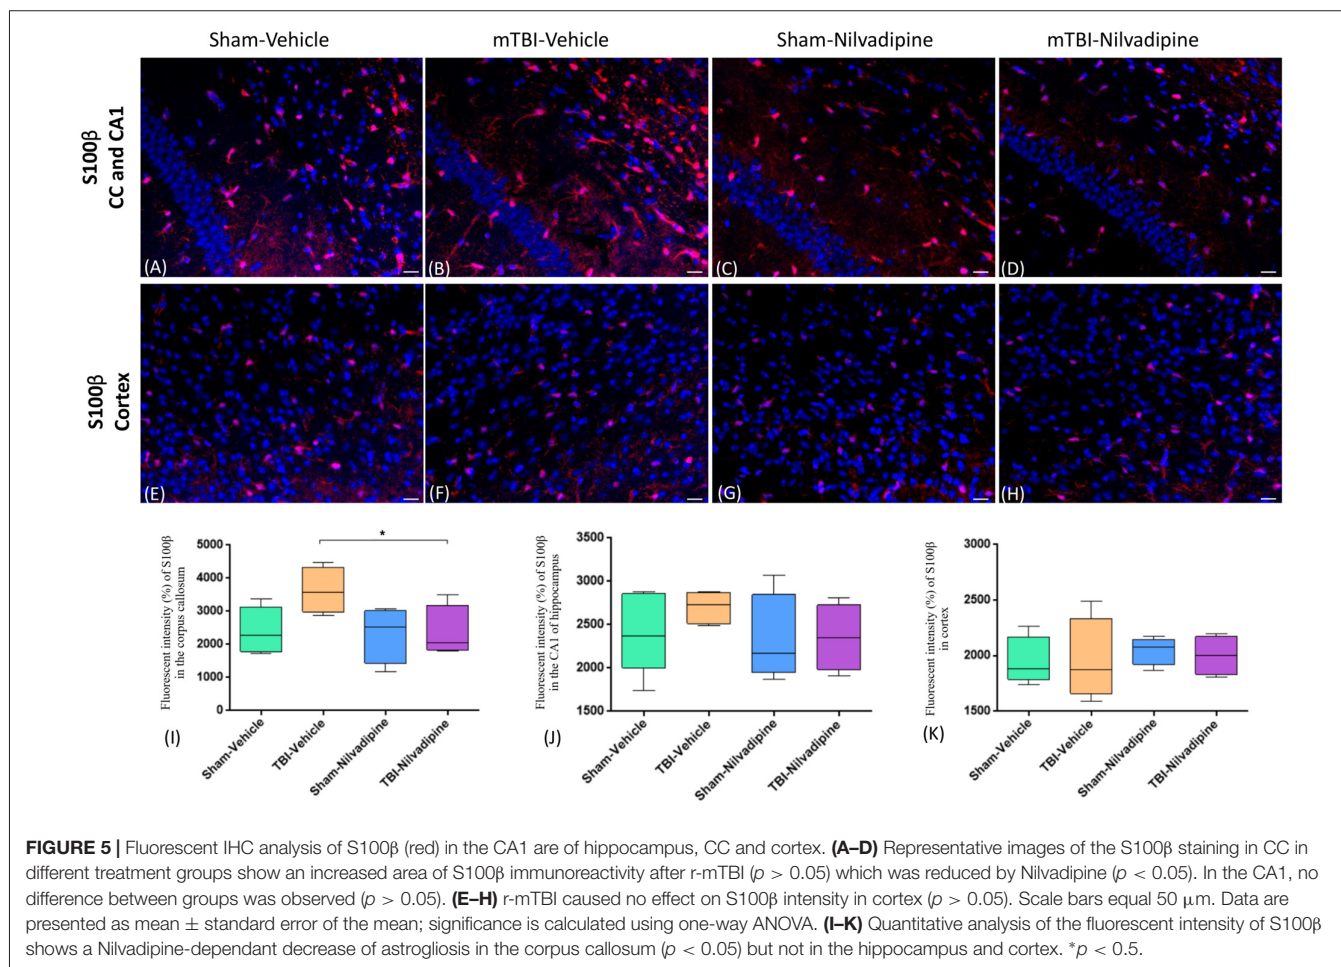 Sham-Vehicle mTBI-Vehicle Sham-Nilvadipine mTBI-Nilvadipine
S100β
CC and CA1
(A) (B) (C) (D)
S100β
Cortex
(E) (F) (G) (H)
Fluorescent intensity (%) of S100β
in the corpus callosum
5000
4000
3000
2000
1000
0
*
Sham-Vehicle
TBI-Vehicle
Sham-Nilvadipine
TBI-Nilvadipine
(I)
Fluorescent intensity (%) of S100β
in the CA1 of hippocampus
3500
3000
2500
2000
1500
Sham-Vehicle
TBI-Vehicle
Sham-Nilvadipine
TBI-Nilvadipine
(J)
Fluorescent intensity (%) of S100β
in cortex
3000
2500
2000
1500
Sham-Vehicle
TBI-Vehicle
Sham-Nilvadipine
TBI-Nilvadipine
(K)
FIGURE 5 | Fluorescent IHC analysis of S100β (red) in the CA1 are of hippocampus, CC and cortex. (A–D) Representative images of the S100β staining in CC in
different treatment groups show an increased area of S100β immunoreactivity after r-mTBI (p > 0.05) which was reduced by Nilvadipine (p < 0.05). In the CA1, no
difference between groups was observed (p > 0.05). (E–H) r-mTBI caused no effect on S100β intensity in cortex (p > 0.05). Scale bars equal 50 μm. Data are
presented as mean ± standard error of the mean; significance is calculated using one-way ANOVA. (I–K) Quantitative analysis of the fluorescent intensity of S100β
shows a Nilvadipine-dependant decrease of astrogliosis in the corpus callosum (p < 0.05) but not in the hippocampus and cortex. *p < 0.5.